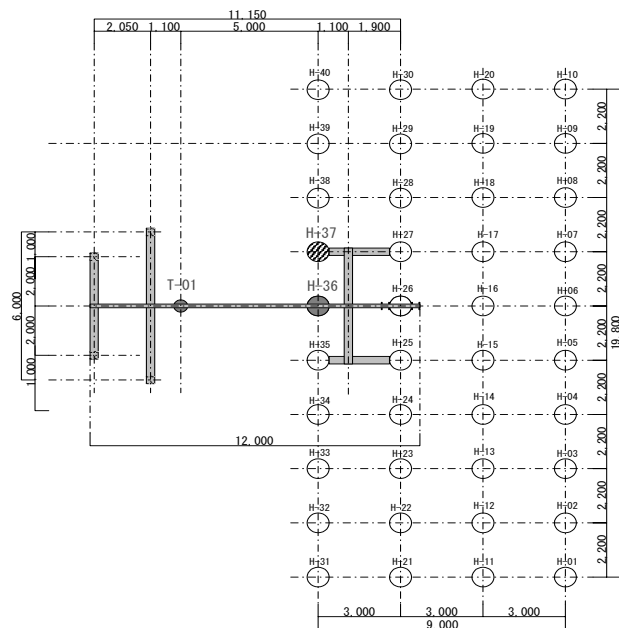 11.150
2.050 1.100 5.000 1.100 1.900
H-40 H-30 H-20 H-10
2.200
H-39 H-29 H-19 H-09
2.200
H-38 H-28 H-18 H-08
2.200
H-37 H-27 H-17 H-07
1.000
2.200
T-01 H-36 H-26 H-16 H-06
6.000 2.000 2.000
19.800
2.200
H-35 H-25 H-15 H-05
1.000
2.200
H-34 H-24 H-14 H-04
12.000
2.200
H-33 H-23 H-13 H-03
2.200
H-32 H-22 H-12 H-02
2.200
H-31 H-21 H-11 H-01
3.000 3.000 3.000
9.000